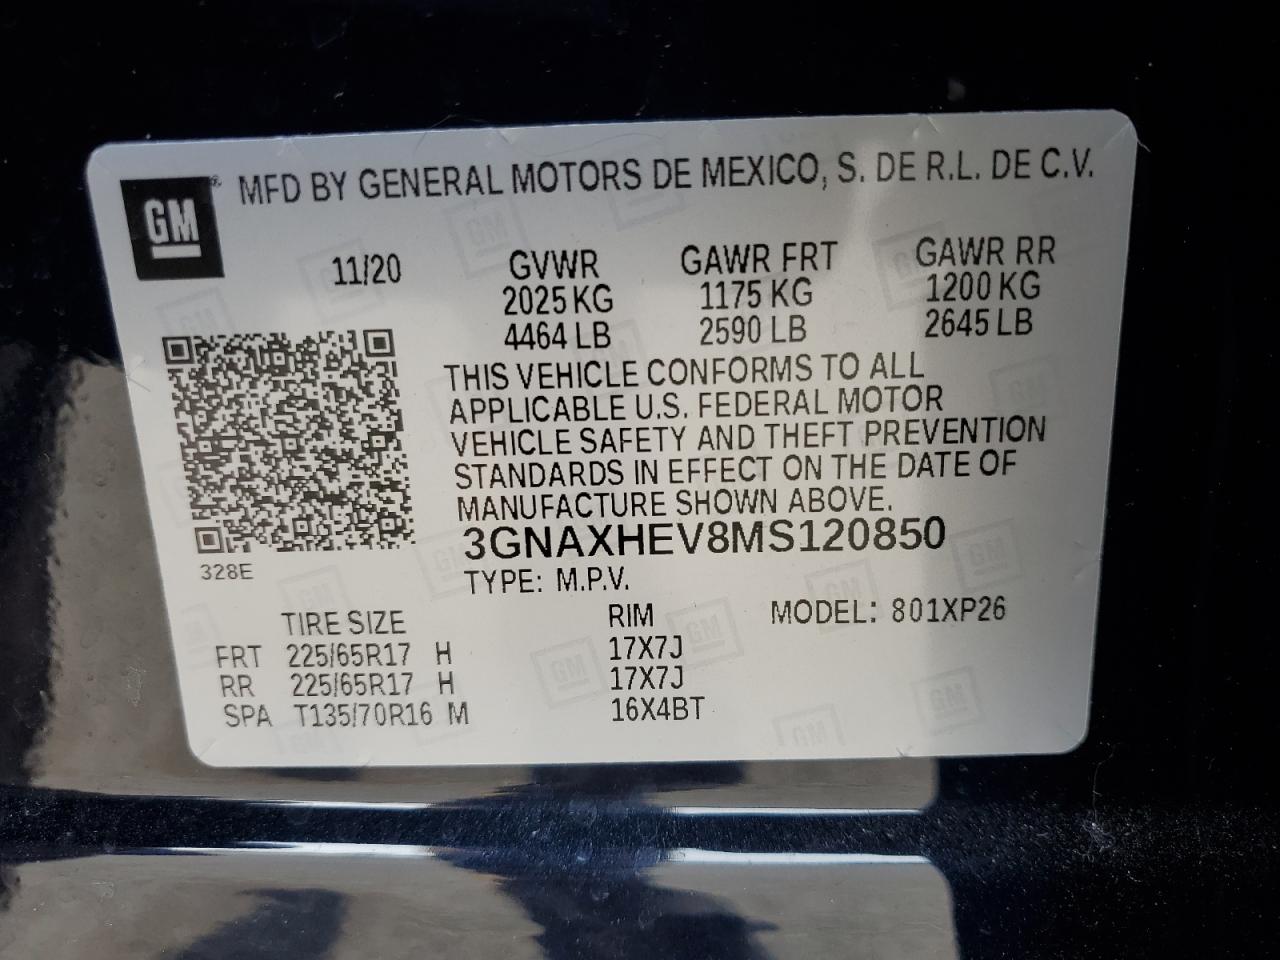 GM® MFD BY GENERAL MOTORS DE MEXICO, S. DE R.L. DE C.V.
11/20 GVWR GAWR FRT GAWR RR
2025 KG 1175 KG 1200 KG
4464 LB 2590 LB 2645 LB
THIS VEHICLE CONFORMS TO ALL
APPLICABLE U.S. FEDERAL MOTOR
VEHICLE SAFETY AND THEFT PREVENTION
STANDARDS IN EFFECT ON THE DATE OF
MANUFACTURE SHOWN ABOVE.
3GNAXHEV8MS120850
328E
TYPE: M.P.V.
TIRE SIZE RIM MODEL: 801XP26
FRT 225/65R17 H 17X7J
RR 225/65R17 H 17X7J
SPA T135/70R16 M 16X4BT